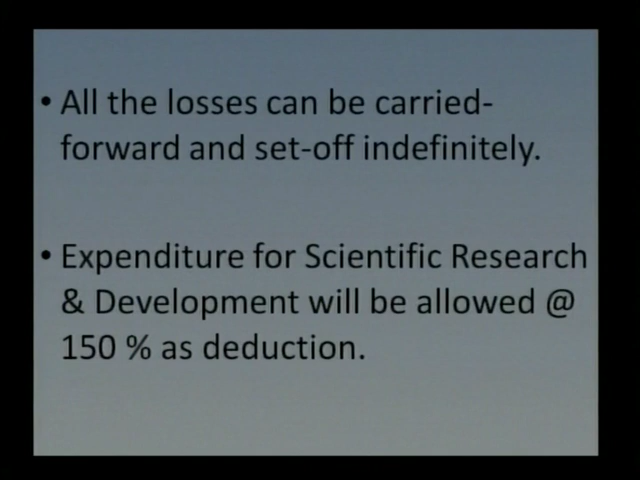 • All the losses can be carried-
forward and set-off indefinitely.
• Expenditure for Scientific Research
& Development will be allowed @
150 % as deduction.